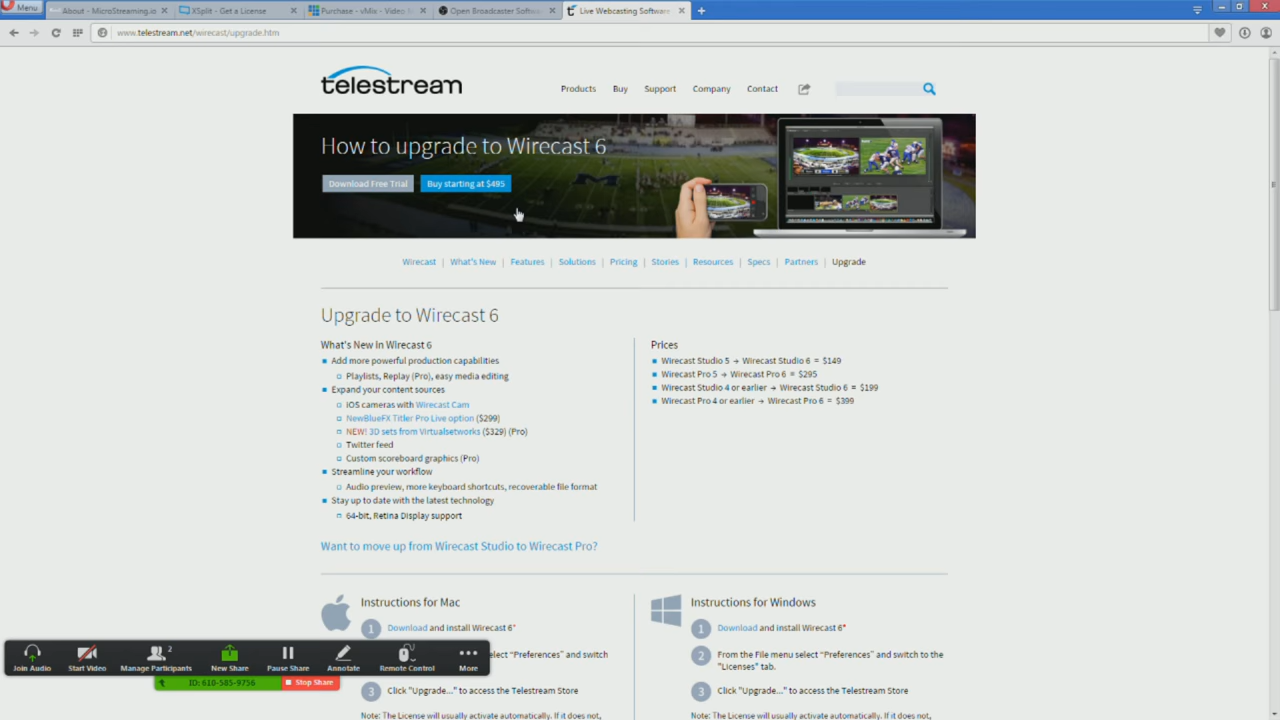 Menu
About - MicroStreaming.io
XSplit - Get a License
Purchase - vMix - Video
Open Broadcaster Softwa
Live Webcasting Software
www.telestream.net/wirecast/upgrade.htm
telestream
Products
Buy
Support
Company
Contact
How to upgrade to Wirecast 6
Download Free Trial
Buy starting at $495
Wirecast | What's New | Features | Solutions | Pricing | Stories | Resources | Specs | Partners | Upgrade
Upgrade to Wirecast 6
What's New in Wirecast 6
Add more powerful production capabilities
Playlists, Replay (Pro), easy media editing
Expand your content sources
iOS cameras with Wirecast Cam
NewBlueFX Titler Pro Live option ($299)
NEW! 3D sets from Virtualsetworks ($329) (Pro)
Twitter feed
Custom scoreboard graphics (Pro)
Streamline your workflow
Audio preview, more keyboard shortcuts, recoverable file format
Stay up to date with the latest technology
64-bit, Retina Display support
Prices
Wirecast Studio 5 → Wirecast Studio 6 = $149
Wirecast Pro 5 → Wirecast Pro 6 = $295
Wirecast Studio 4 or earlier → Wirecast Studio 6 = $199
Wirecast Pro 4 or earlier → Wirecast Pro 6 = $399
Want to move up from Wirecast Studio to Wirecast Pro?
Instructions for Mac
1 Download and install Wirecast 6*
elect "Preferences" and switch
3 Click "Upgrade..." to access the Telestream Store
Note: The License will usually activate automatically. If it does not,
Instructions for Windows
1 Download and install Wirecast 6*
2 From the File menu select "Preferences" and switch to the
"Licenses" tab.
3 Click "Upgrade..." to access the Telestream Store
Note: The License will usually activate automatically. If it does not,
Join Audio
Start Video
2
Manage Participants
New Share
Pause Share
Annotate
Remote Control
More
ID: 610-585-9756
Stop Share